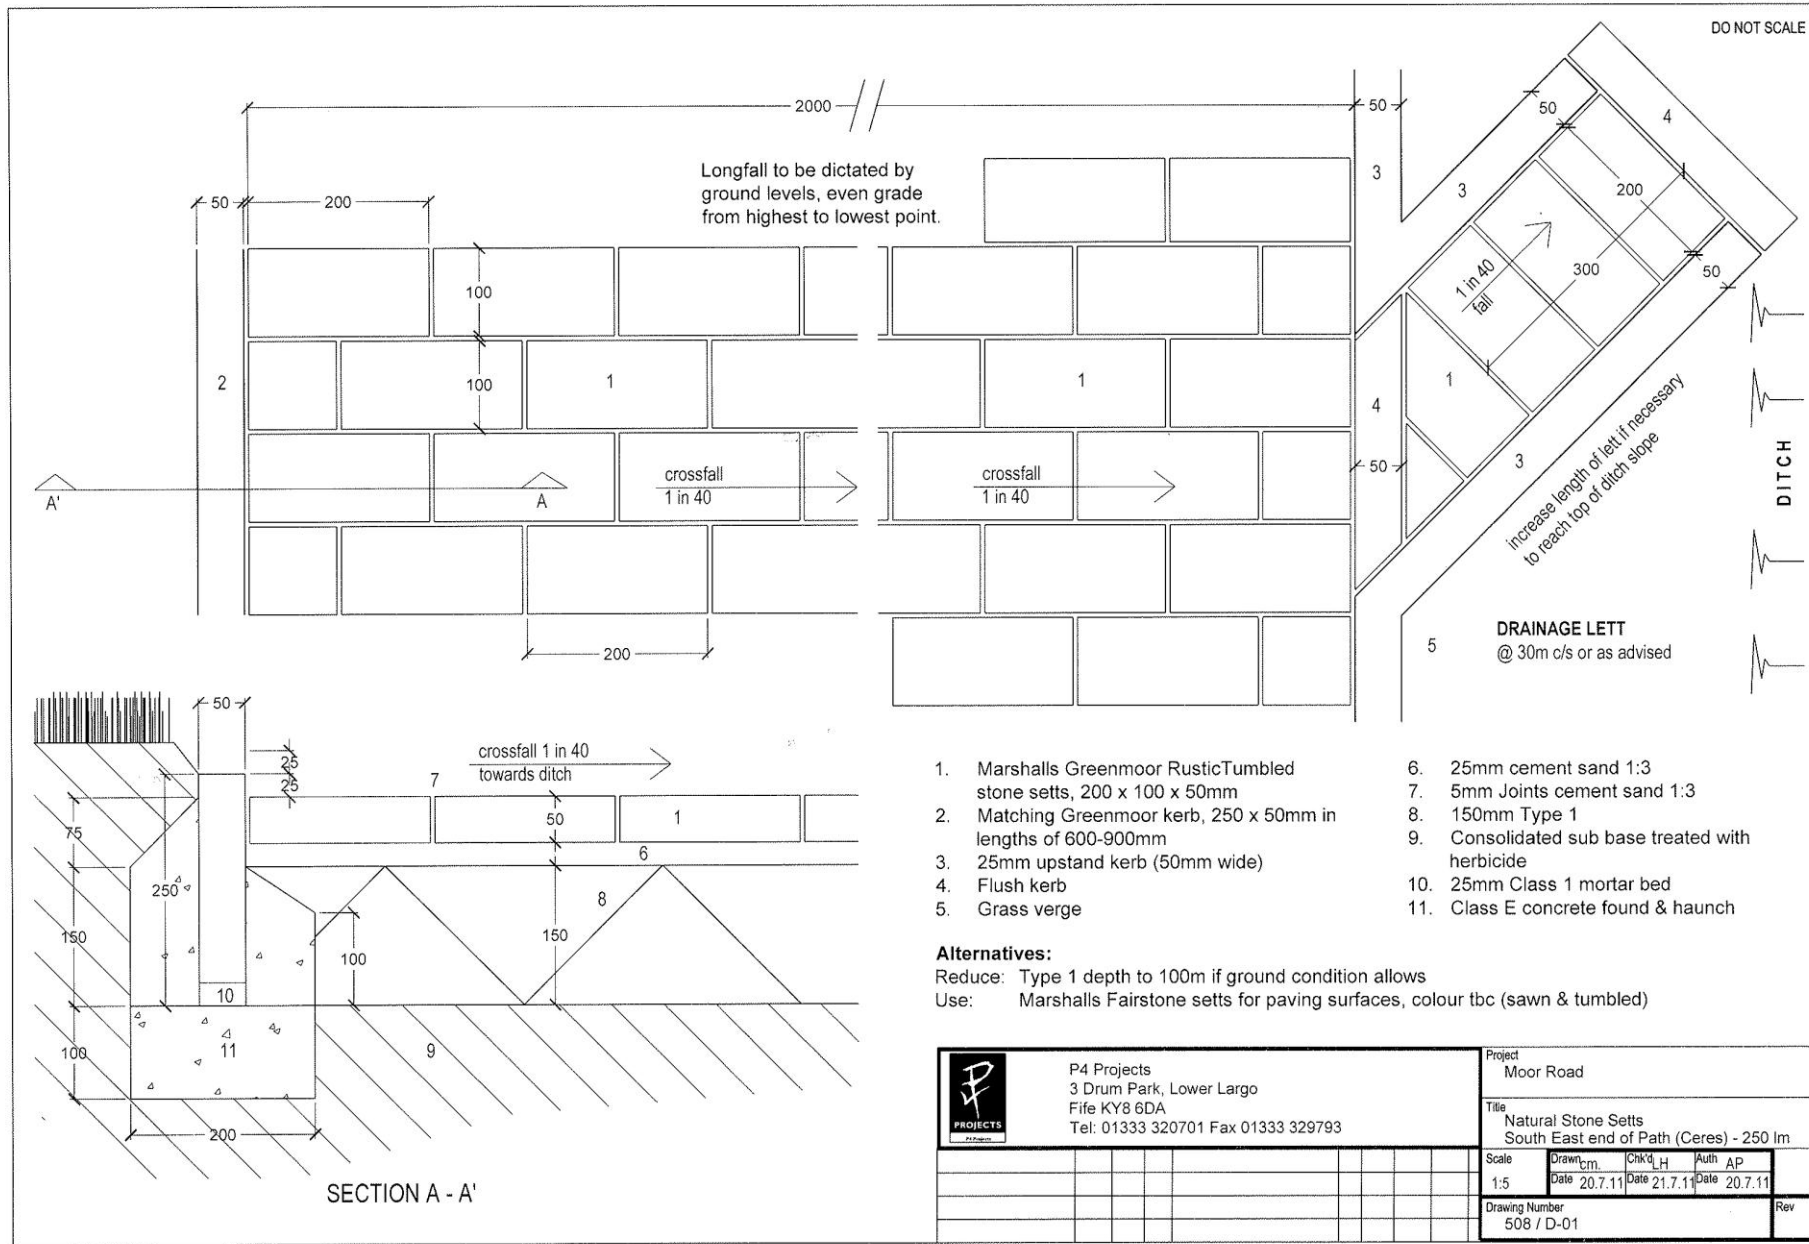 DO NOT SCALE
2000
50
50
200
Longfall to be dictated by
ground levels, even grade
from highest to lowest point.
3
3
4
50
200
300
50
1 in 40
fall
100
100
2
1
1
4
1
50
3
A'
A
crossfall
1 in 40
crossfall
1 in 40
increase length of lett if necessary
to reach top of ditch slope
DITCH
200
5
DRAINAGE LETT
@ 30m c/s or as advised
50
25
25
crossfall 1 in 40
towards ditch
7
50
1
6
75
250
8
150
150
100
10
100
11
9
200
SECTION A - A'
1. Marshalls Greenmoor RusticTumbled
stone setts, 200 x 100 x 50mm
2. Matching Greenmoor kerb, 250 x 50mm in
lengths of 600-900mm
3. 25mm upstand kerb (50mm wide)
4. Flush kerb
5. Grass verge
6. 25mm cement sand 1:3
7. 5mm Joints cement sand 1:3
8. 150mm Type 1
9. Consolidated sub base treated with
herbicide
10. 25mm Class 1 mortar bed
11. Class E concrete found & haunch
Alternatives:
Reduce: Type 1 depth to 100m if ground condition allows
Use: Marshalls Fairstone setts for paving surfaces, colour tbc (sawn & tumbled)
PROJECTS
P4 Projects
P4 Projects
3 Drum Park, Lower Largo
Fife KY8 6DA
Tel: 01333 320701 Fax 01333 329793
Project
Moor Road
Title
Natural Stone Setts
South East end of Path (Ceres) - 250 lm
Scale
1:5
Drawn cm.
Date 20.7.11
Chk'd LH
Date 21.7.11
Auth AP
Date 20.7.11
Drawing Number
508 / D-01
Rev